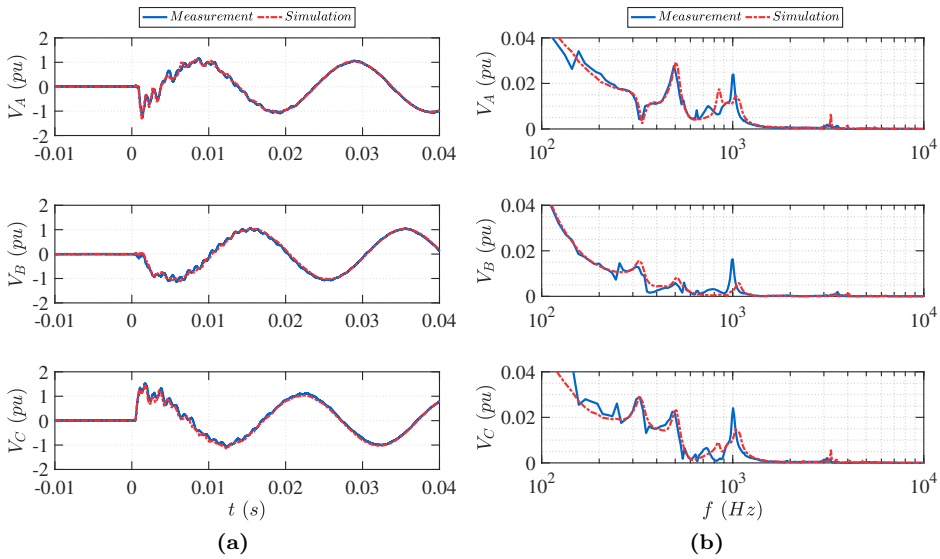 Measurement Simulation
Measurement Simulation
2
1
0
-1
-2
V_A (pu)
-0.01 0 0.01 0.02 0.03 0.04
0.04
0.02
0
V_A (pu)
10^2 10^3 10^4
2
1
0
-1
-2
V_B (pu)
-0.01 0 0.01 0.02 0.03 0.04
0.04
0.02
0
V_B (pu)
10^2 10^3 10^4
2
1
0
-1
-2
V_C (pu)
-0.01 0 0.01 0.02 0.03 0.04
t (s)
0.04
0.02
0
V_C (pu)
10^2 10^3 10^4
f (Hz)
(a)
(b)